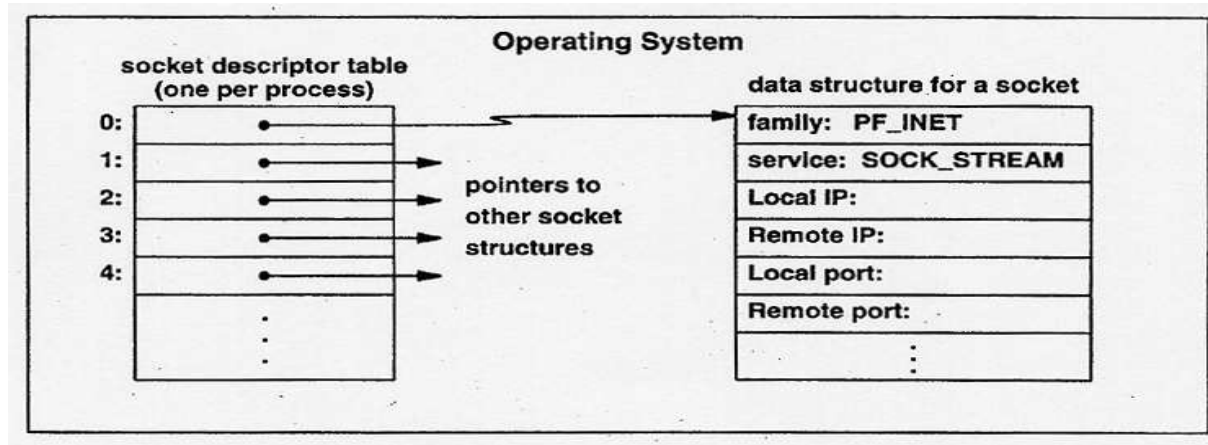 Operating System
socket descriptor table
(one per process)
0:
1:
2:
3:
4:
pointers to
other socket
structures
data structure for a socket
family: PF_INET
service: SOCK_STREAM
Local IP:
Remote IP:
Local port:
Remote port: